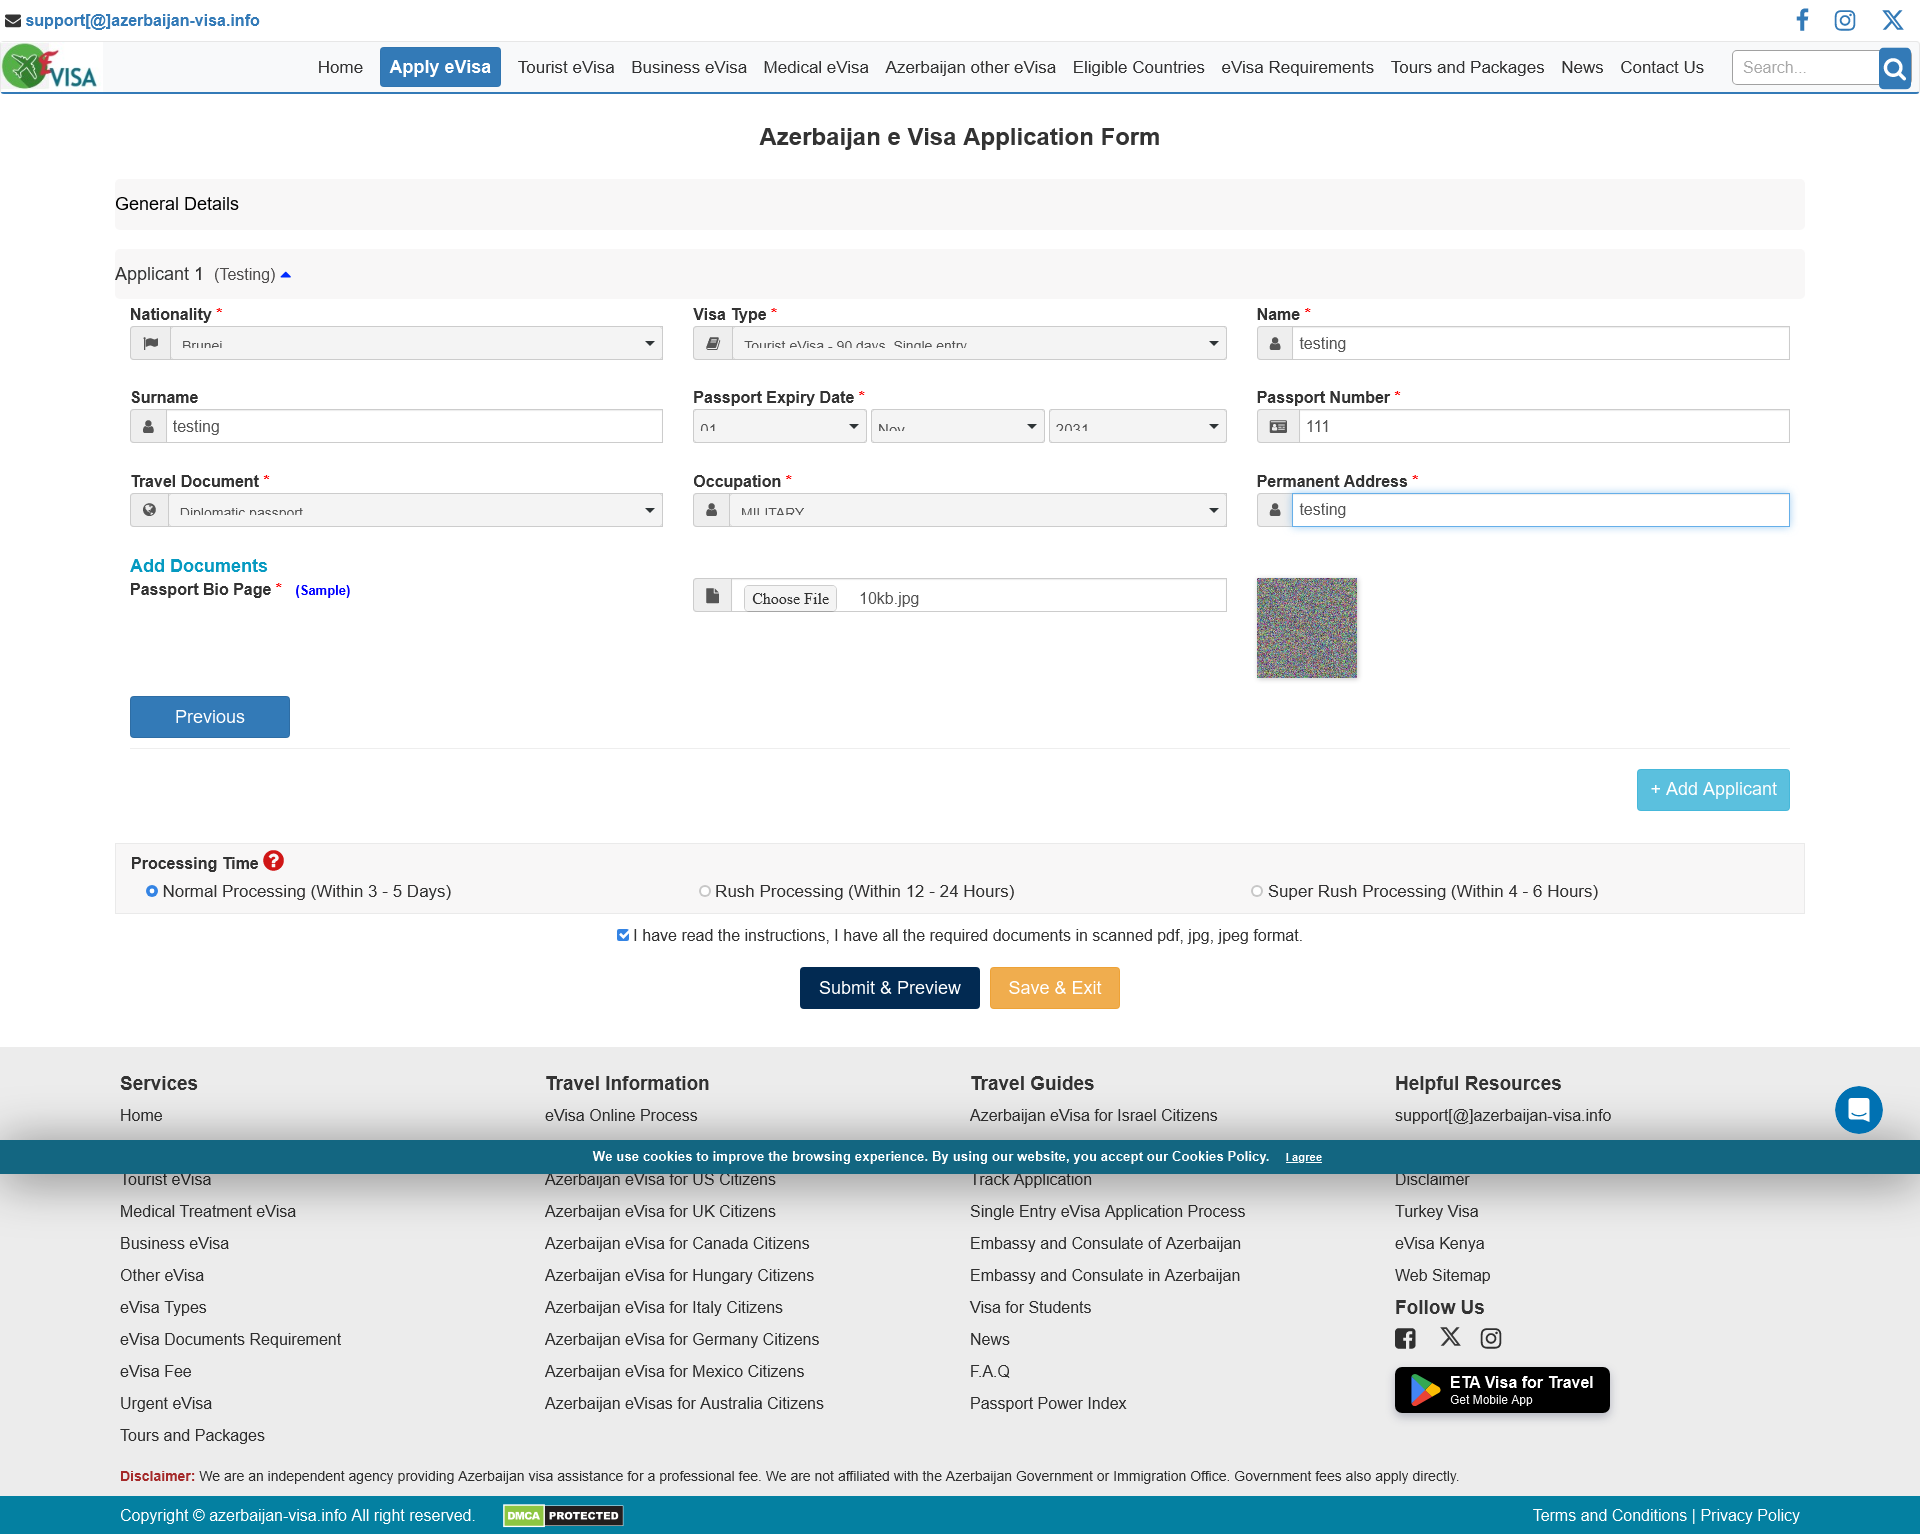 support[@]azerbaijan-visa.info
VISA
Home Apply eVisa Tourist eVisa Business eVisa Medical eVisa Azerbaijan other eVisa Eligible Countries eVisa Requirements Tours and Packages News Contact Us Search...
Azerbaijan e Visa Application Form
General Details
Applicant 1 (Testing)
Nationality * Visa Type * Name *
Brunei Tourist eVisa - 90 days, Single entry testing
Surname Passport Expiry Date * Passport Number *
testing 01 Nov 2031 111
Travel Document * Occupation * Permanent Address *
Diplomatic passport MILITARY testing
Add Documents
Passport Bio Page * (Sample) Choose File 10kb.jpg
Previous
+ Add Applicant
Processing Time ?
Normal Processing (Within 3 - 5 Days) Rush Processing (Within 12 - 24 Hours) Super Rush Processing (Within 4 - 6 Hours)
I have read the instructions, I have all the required documents in scanned pdf, jpg, jpeg format.
Submit & Preview Save & Exit
Services Travel Information Travel Guides Helpful Resources
Home eVisa Online Process Azerbaijan eVisa for Israel Citizens support[@]azerbaijan-visa.info
We use cookies to improve the browsing experience. By using our website, you accept our Cookies Policy. I agree
Tourist eVisa Azerbaijan eVisa for US Citizens Track Application Disclaimer
Medical Treatment eVisa Azerbaijan eVisa for UK Citizens Single Entry eVisa Application Process Turkey Visa
Business eVisa Azerbaijan eVisa for Canada Citizens Embassy and Consulate of Azerbaijan eVisa Kenya
Other eVisa Azerbaijan eVisa for Hungary Citizens Embassy and Consulate in Azerbaijan Web Sitemap
eVisa Types Azerbaijan eVisa for Italy Citizens Visa for Students Follow Us
eVisa Documents Requirement Azerbaijan eVisa for Germany Citizens News
eVisa Fee Azerbaijan eVisa for Mexico Citizens F.A.Q ETA Visa for Travel
Urgent eVisa Azerbaijan eVisas for Australia Citizens Passport Power Index Get Mobile App
Tours and Packages
Disclaimer: We are an independent agency providing Azerbaijan visa assistance for a professional fee. We are not affiliated with the Azerbaijan Government or Immigration Office. Government fees also apply directly.
Copyright © azerbaijan-visa.info All right reserved. DMCA PROTECTED Terms and Conditions | Privacy Policy